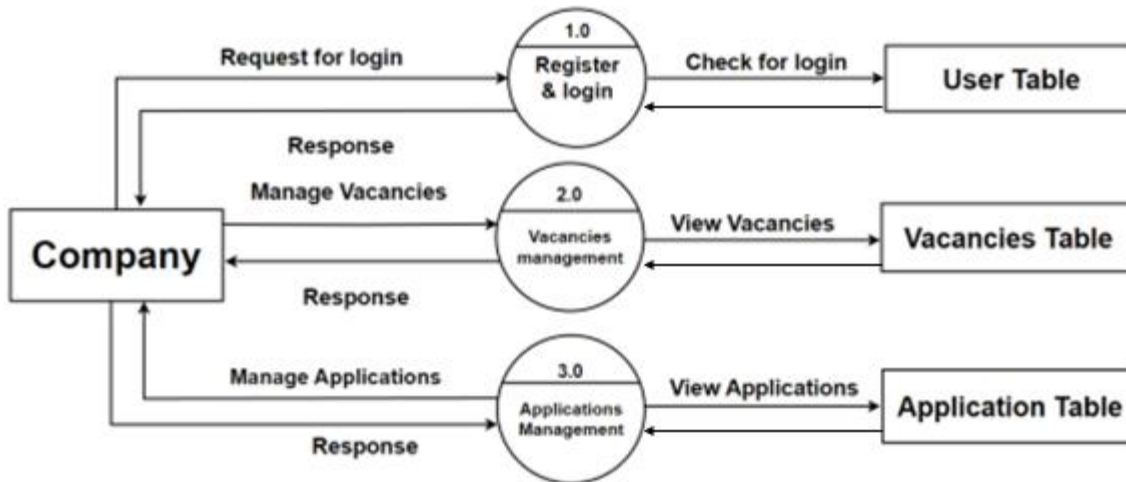 1.0
Request for login
Register
& login
Check for login
User Table
Response
Manage Vacancies
2.0
View Vacancies
Company
Vacancies
management
Vacancies Table
Response
3.0
Manage Applications
View Applications
Applications
Management
Application Table
Response